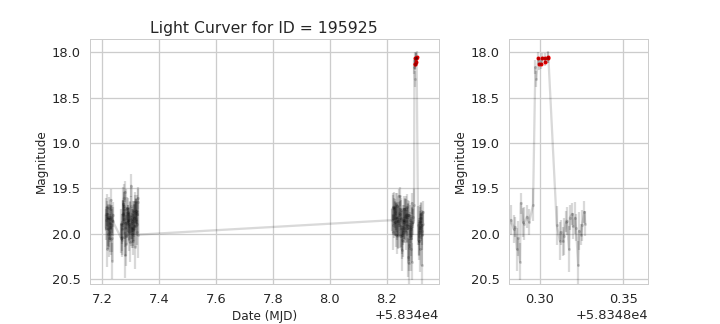 Light Curver for ID = 195925
Magnitude
18.0
18.5
19.0
19.5
20.0
20.5
7.2 7.4 7.6 7.8 8.0 8.2
Date (MJD)
+5.834e4
Magnitude
18.0
18.5
19.0
19.5
20.0
20.5
0.30 0.35
+5.8348e4